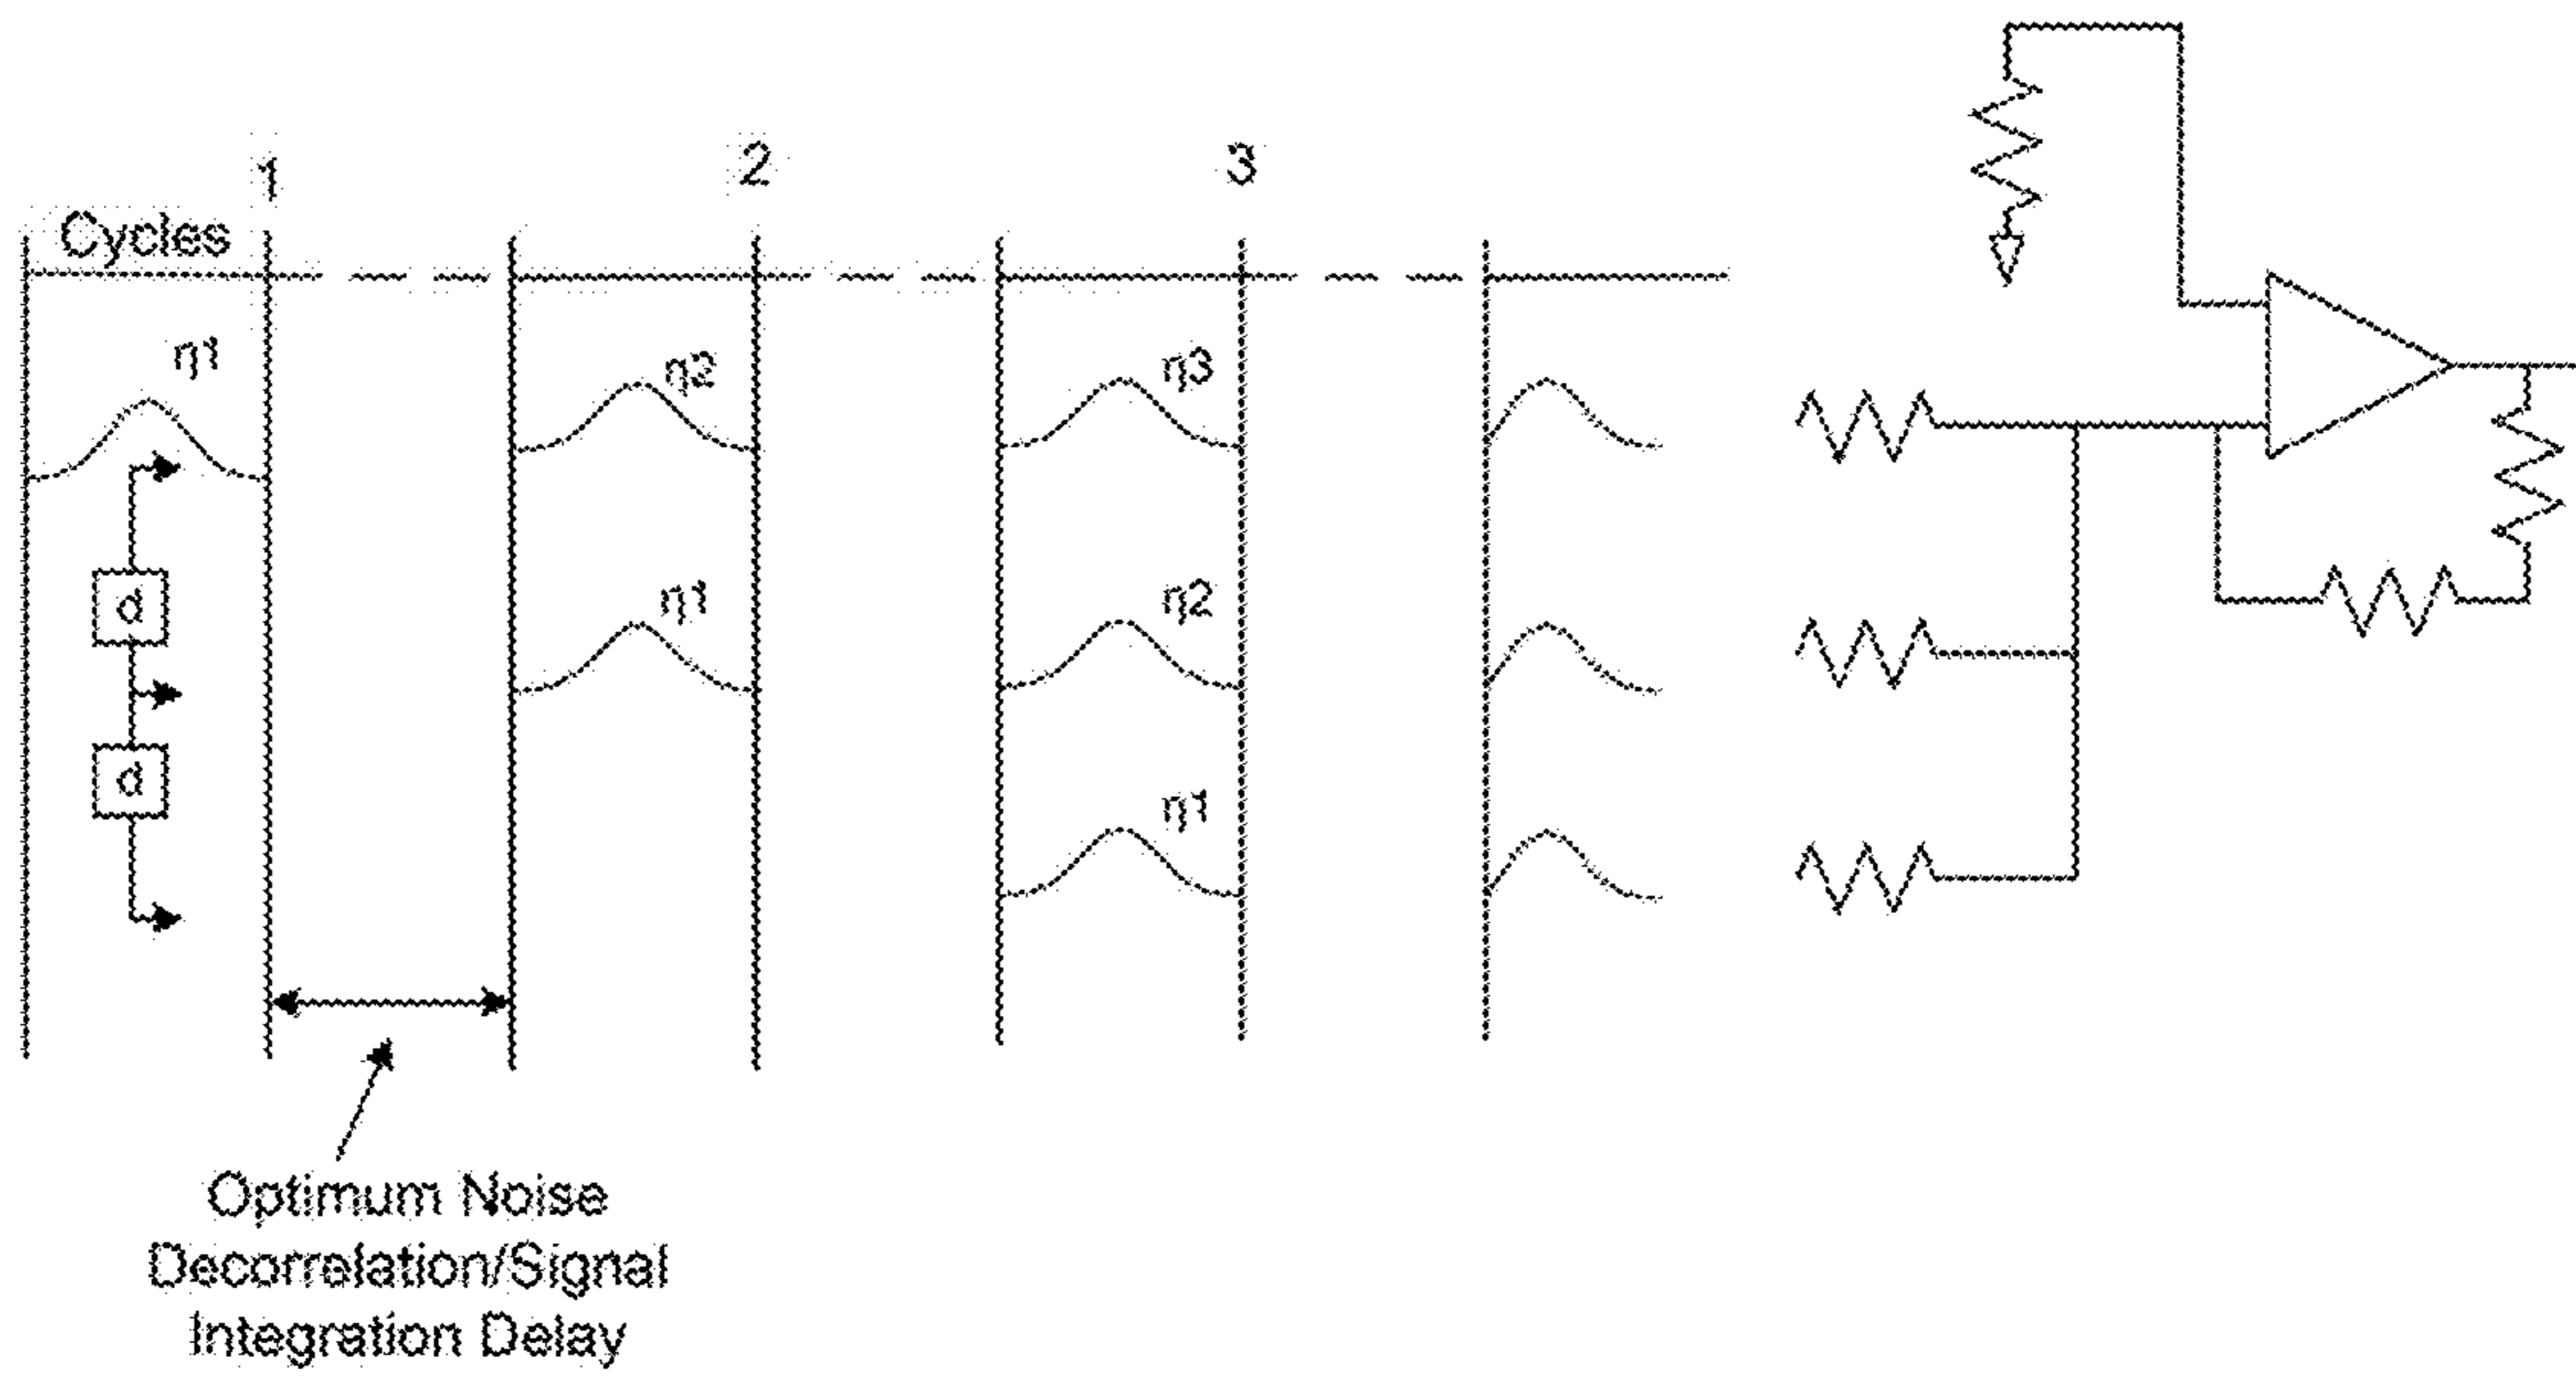 1
2
3
Cycles
η1
η2
η3
d
η1
η2
d
η1
Optimum Noise
Decorrelation/Signal
Integration Delay